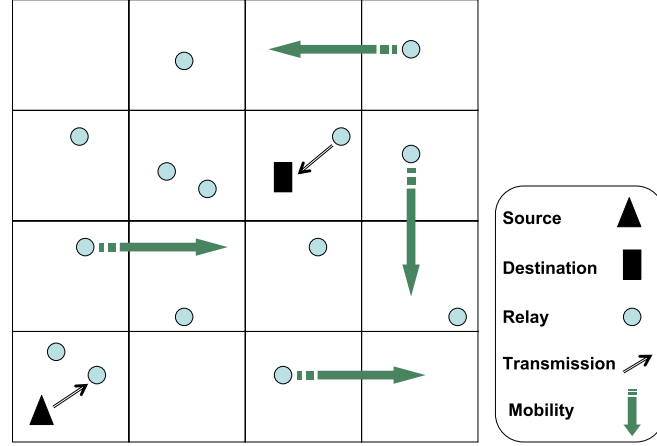 Source
Destination
Relay
Transmission
Mobility